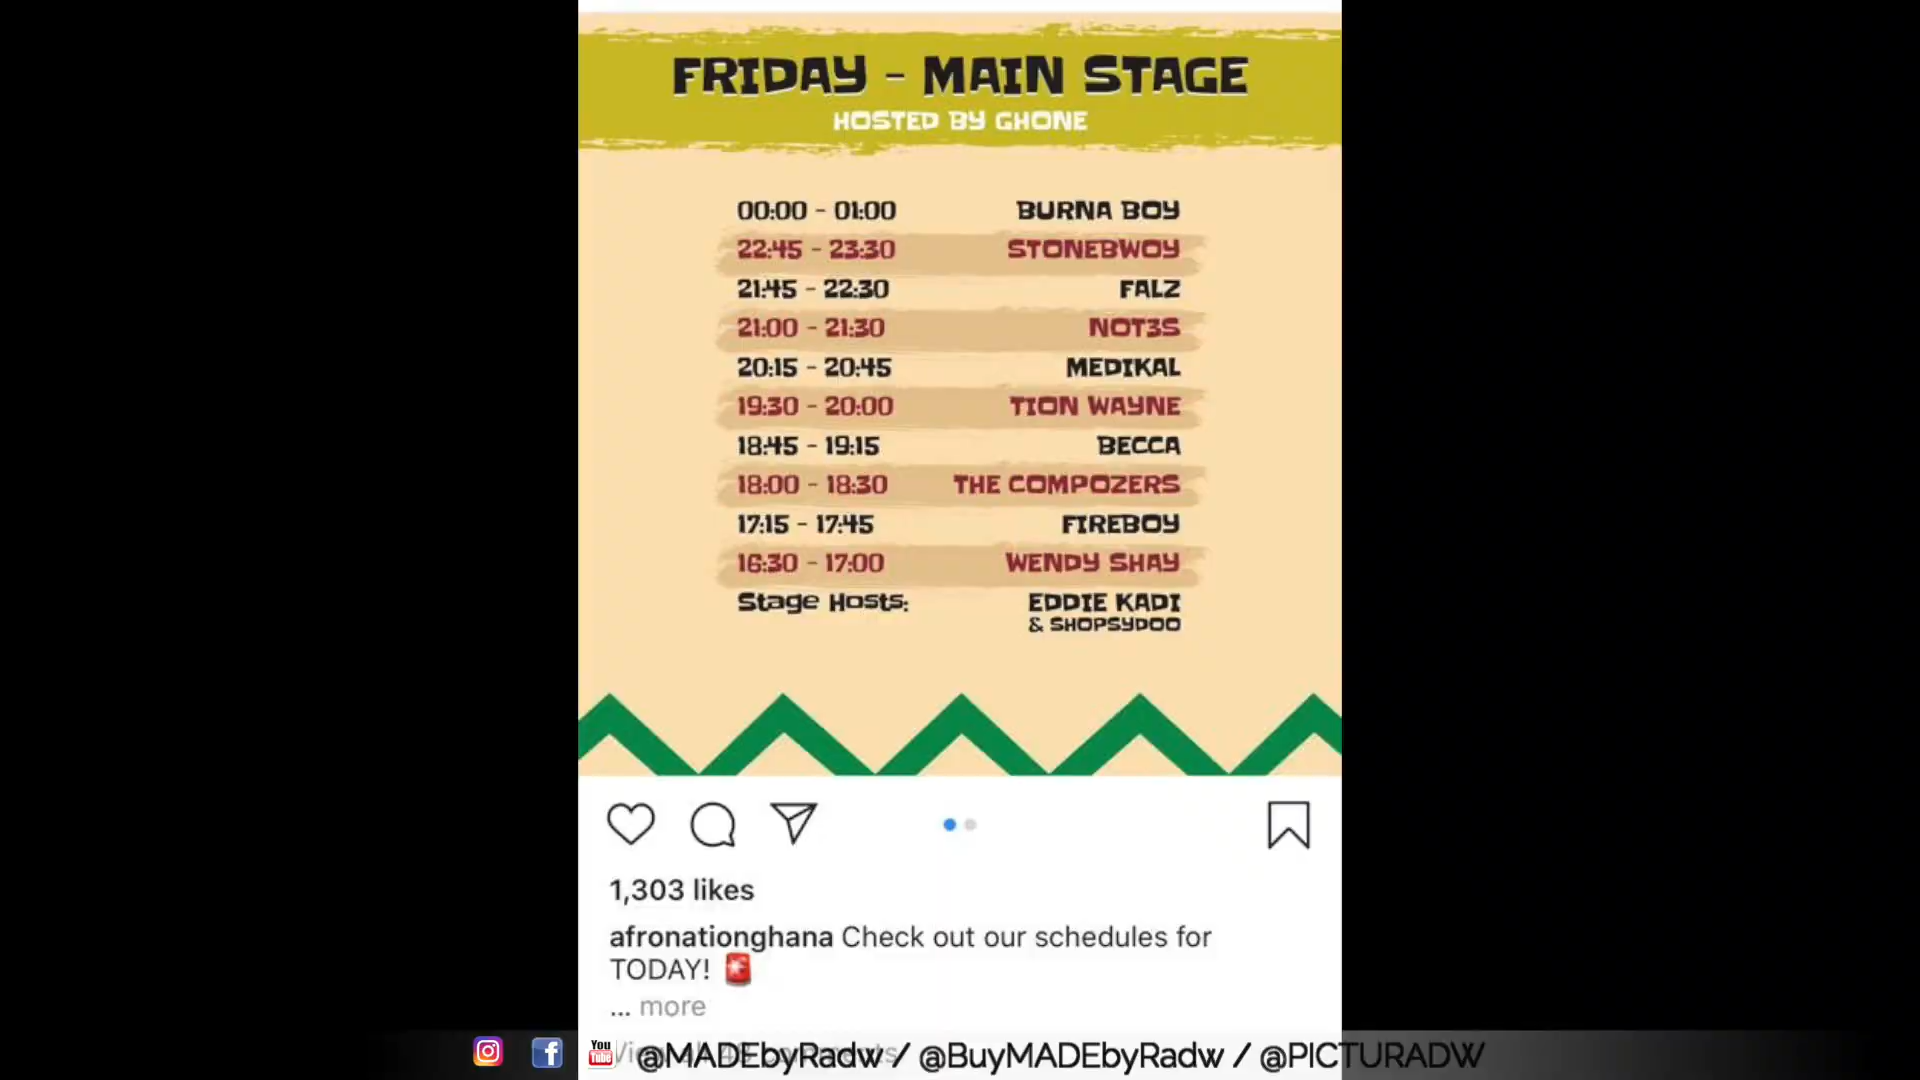 FRIDAY - MAIN STAGE
HOSTED BY GHONE
00:00 - 01:00 BURNA BOY
22:45 - 23:30 STONEBWOY
21:45 - 22:30 FALZ
21:00 - 21:30 NOT3S
20:15 - 20:45 MEDIKAL
19:30 - 20:00 TION WAYNE
18:45 - 19:15 BECCA
18:00 - 18:30 THE COMPOZERS
17:15 - 17:45 FIREBOY
16:30 - 17:00 WENDY SHAY
Stage Hosts: EDDIE KADI
& SHOPSYDOO
1,303 likes
afronationghana Check out our schedules for
TODAY! 🚨
... more
You Tube @MADEbyRadw / @BuyMADEbyRadw / @PICTURADW